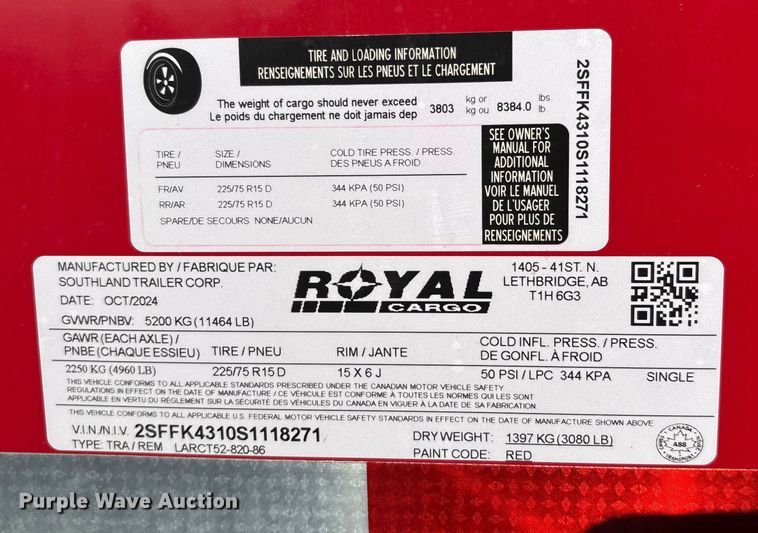 TIRE AND LOADING INFORMATION
RENSEIGNEMENTS SUR LES PNEUS ET LE CHARGEMENT
The weight of cargo should never exceed 3803 kg or 8384.0 lbs.
Le poids du chargement ne doit jamais dep kg ou lb.
TIRE / SIZE / COLD TIRE PRESS. / PRESS.
PNEU DIMENSIONS DES PNEUS A FROID
FR/AV 225/75 R15 D 344 KPA (50 PSI)
RR/AR 225/75 R15 D 344 KPA (50 PSI)
SPARE/DE SECOURS NONE/AUCUN
SEE OWNER'S
MANUAL FOR
ADDITIONAL
INFORMATION
VOIR LE MANUEL
DE L'USAGER
POUR PLUS DE
RENSEIGNEMENTS
2SFFK4310S1118271
MANUFACTURED BY / FABRIQUE PAR:
SOUTHLAND TRAILER CORP.
DATE: OCT/2024
ROYAL
CARGO
1405 - 41ST. N.
LETHBRIDGE, AB
T1H 6G3
GVWR/PNBV: 5200 KG (11464 LB)
GAWR (EACH AXLE) / COLD INFL. PRESS. / PRESS.
PNBE (CHAQUE ESSIEU) TIRE / PNEU RIM / JANTE DE GONFL. À FROID
2250 KG (4960 LB) 225/75 R15 D 15 X 6 J 50 PSI / LPC 344 KPA SINGLE
THIS VEHICLE CONFORMS TO ALL APPLICABLE STANDARDS PRESCRIBED UNDER THE CANADIAN MOTOR VEHICLE SAFETY
REGULATIONS IN EFFECT ON THE DATE OF MANUFACTURE / CE VEHICULE EST CONFORME À TOUTES LES NORMES QUI LES SONT
APPLICABLE EN VERTU DU RÉGLEMENT SUR LA SÉCURITÉ DES VÉHICULES DU CANADA EN VIGUER À LA DATE DE SA FABRICATION.
THIS VEHICLE CONFORMS TO ALL APPLICABLE U.S. FEDERAL MOTOR VEHICLE SAFETY STANDARDS IN EFFECT ON THE DATE OF MANUFACTURE SHOWN ABOVE
V.I.N./N.I.V. 2SFFK4310S1118271 DRY WEIGHT: 1397 KG (3080 LB)
TYPE: TRA / REM LARCT52-820-86 PAINT CODE: RED
CANADA
ASB
TRANSPORT
Purple Wave Auction